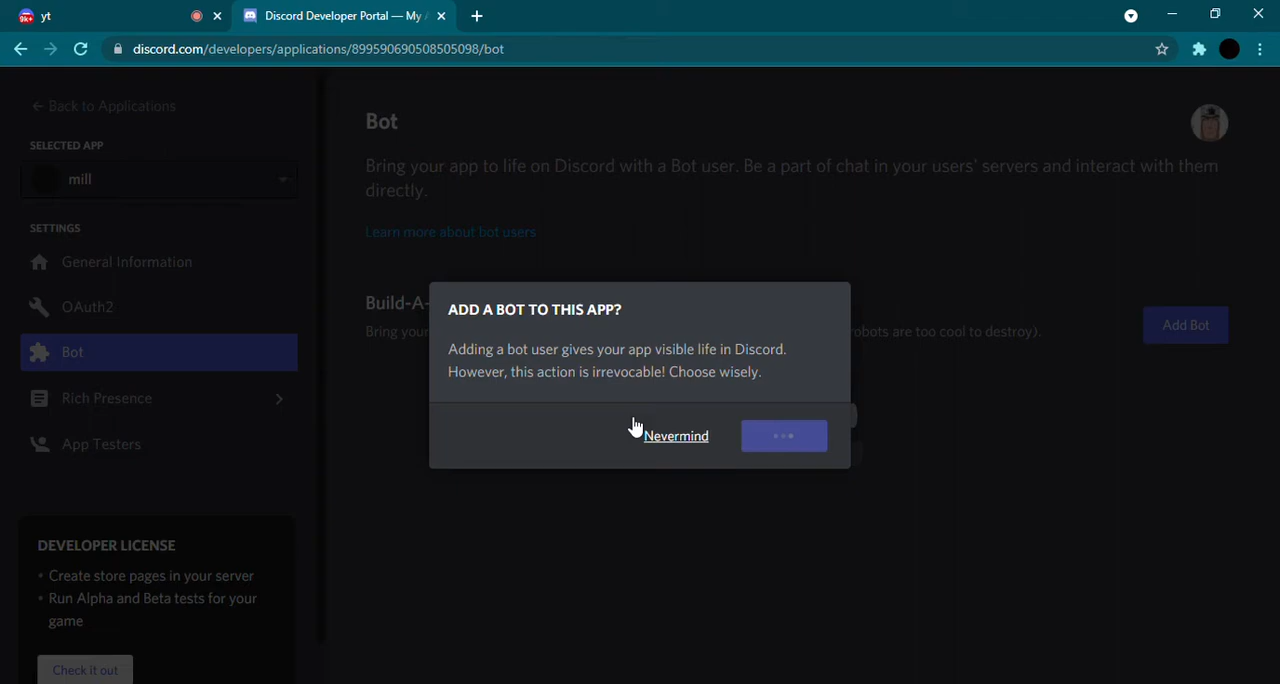 9k+
yt
Discord Developer Portal — My
discord.com/developers/applications/899590690508505098/bot
← Back to Applications
SELECTED APP
mill
SETTINGS
General Information
OAuth2
Bot
Rich Presence
App Testers
DEVELOPER LICENSE
• Create store pages in your server
• Run Alpha and Beta tests for your
game
Check it out
Bot
Bring your app to life on Discord with a Bot user. Be a part of chat in your users' servers and interact with them
directly.
Learn more about bot users
Build-A-
Bring your
obots are too cool to destroy).
Add Bot
ADD A BOT TO THIS APP?
Adding a bot user gives your app visible life in Discord.
However, this action is irrevocable! Choose wisely.
Nevermind